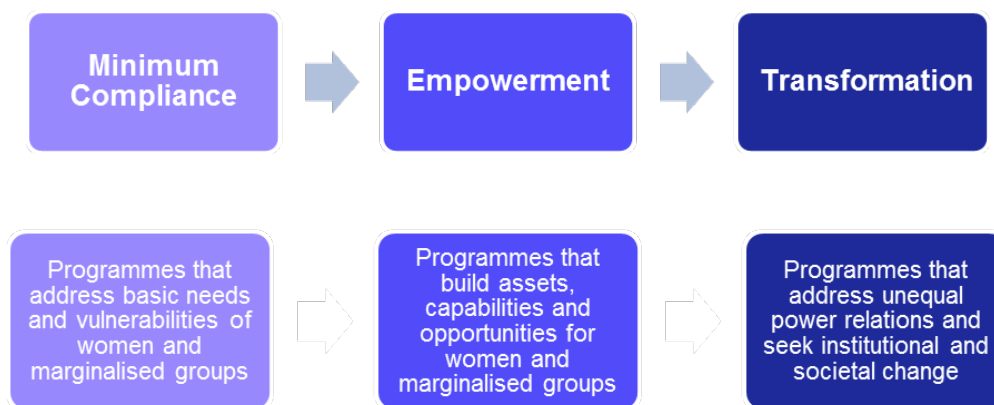 Minimum
Compliance
Empowerment
Transformation
Programmes that
address basic needs
and vulnerabilities of
women and
marginalised groups
Programmes that
build assets,
capabilities and
opportunities for
women and
marginalised groups
Programmes that
address unequal
power relations and
seek institutional and
societal change